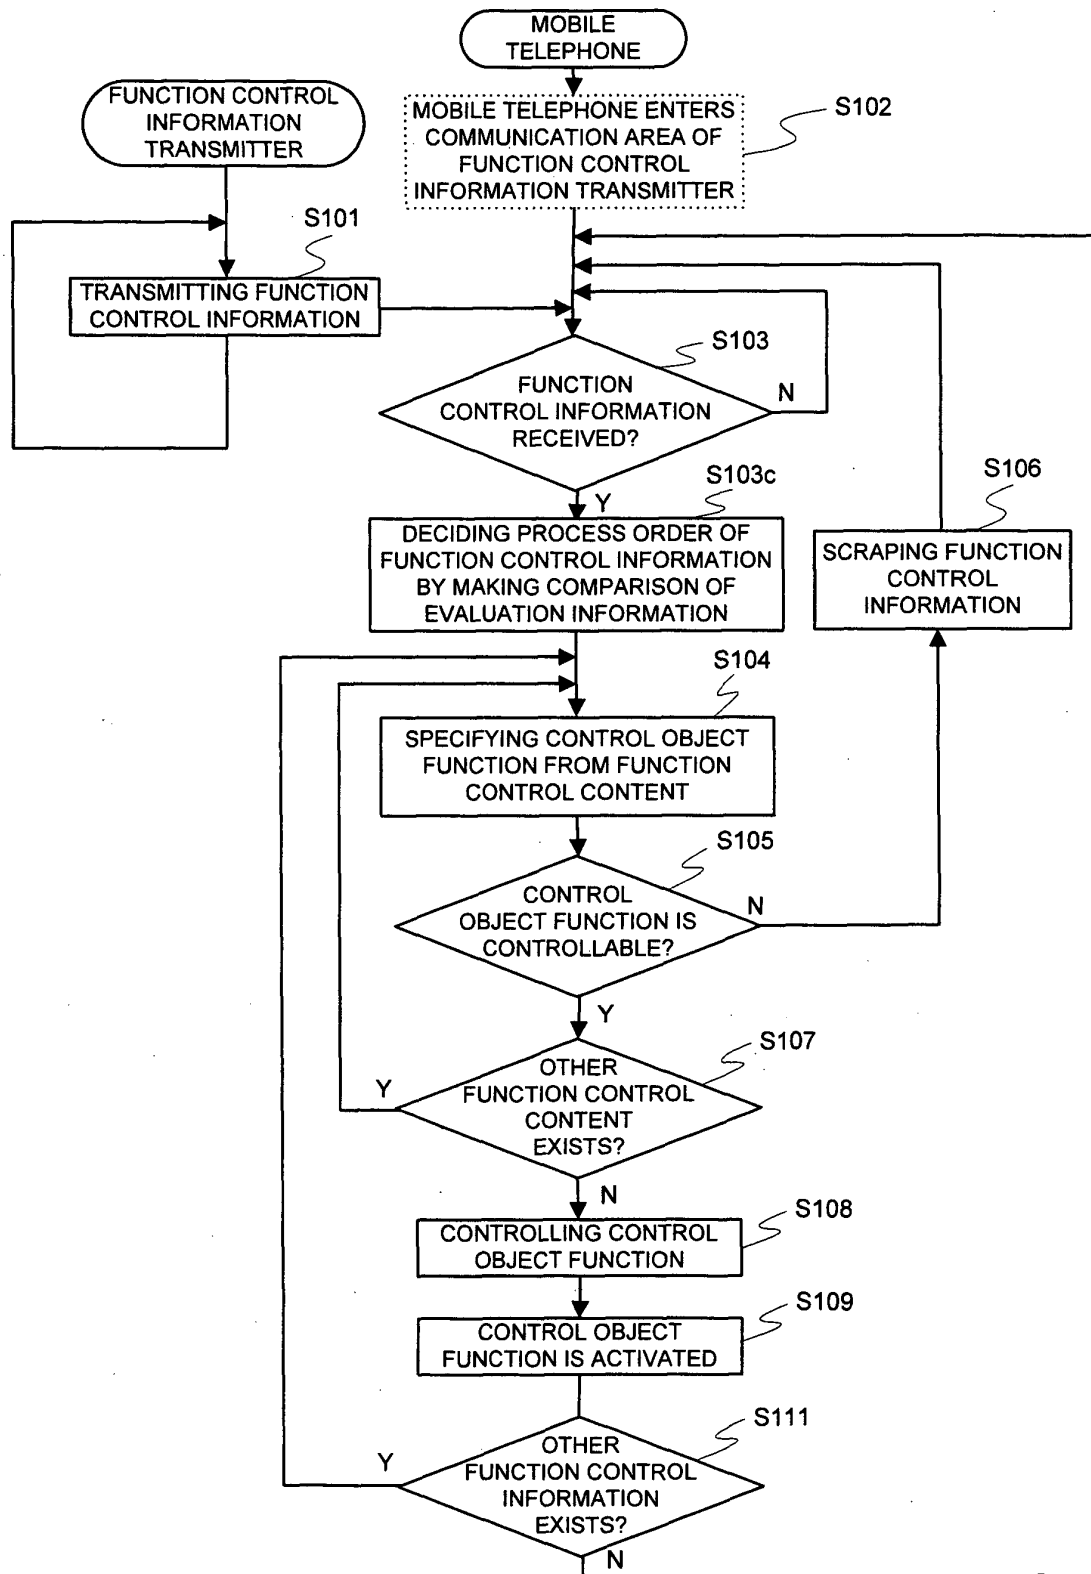 MOBILE
TELEPHONE
FUNCTION CONTROL
INFORMATION
TRANSMITTER
MOBILE TELEPHONE ENTERS
COMMUNICATION AREA OF
FUNCTION CONTROL
INFORMATION TRANSMITTER
S102
S101
TRANSMITTING FUNCTION
CONTROL INFORMATION
S103
FUNCTION
CONTROL INFORMATION
RECEIVED?
N
Y
S103c
DECIDING PROCESS ORDER OF
FUNCTION CONTROL INFORMATION
BY MAKING COMPARISON OF
EVALUATION INFORMATION
S106
SCRAPING FUNCTION
CONTROL
INFORMATION
S104
SPECIFYING CONTROL OBJECT
FUNCTION FROM FUNCTION
CONTROL CONTENT
S105
CONTROL
OBJECT FUNCTION IS
CONTROLLABLE?
N
Y
S107
OTHER
FUNCTION CONTROL
CONTENT
EXISTS?
Y
N
S108
CONTROLLING CONTROL
OBJECT FUNCTION
S109
CONTROL OBJECT
FUNCTION IS ACTIVATED
S111
OTHER
FUNCTION CONTROL
INFORMATION
EXISTS?
Y
N